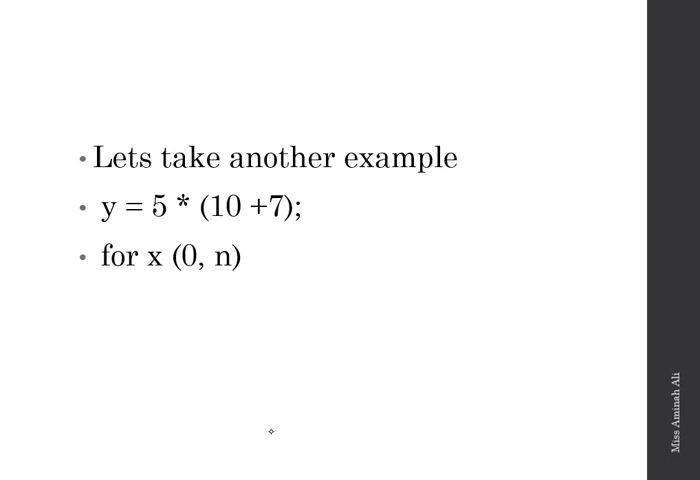 • Lets take another example
• y = 5 * (10 +7);
• for x (0, n)
Miss Aminah Ali